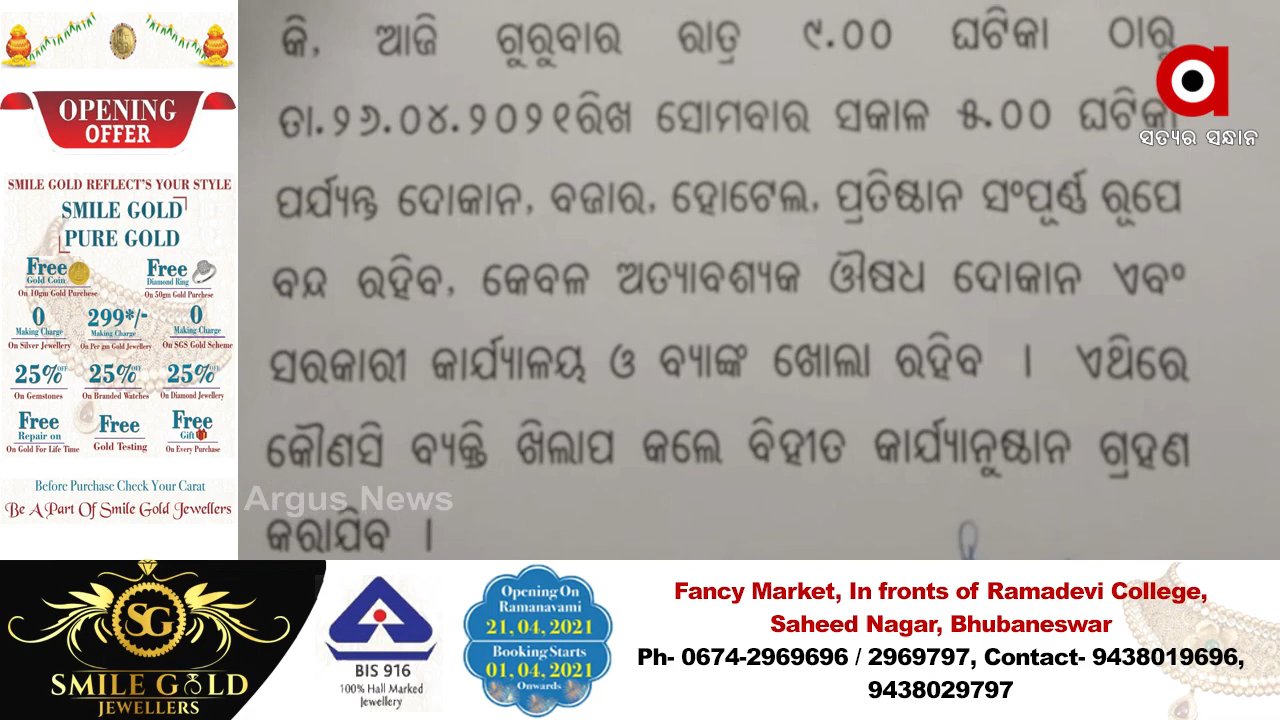 OPENING
OFFER
SMILE GOLD REFLECT'S YOUR STYLE
SMILE GOLD
PURE GOLD
Free Free
Gold Coin Diamond Ring
On 10gm Gold Purchese On 50gm Gold Purchese
0 299*/- 0
Making Charge Making Charge Making Charge
On Silver Jewellery On Per gm Gold Jewellery On SGS Gold Scheme
25% OFF 25% OFF 25% OFF
On Gemstones On Branded Watches On Diamond Jewellery
Free Free Free
Repair on Gold Testing Gift
On Gold For Life Time On Every Purchase
Before Purchase Check Your Carat
Be A Part Of Smile Gold Jewellers
କି, ଆଜି ଗୁରୁବାର ରାତ୍ର ୯.୦୦ ଘଟିକା ଠାରୁ
ତା.୨୬.୦୪.୨୦୨୧ରିଖ ସୋମବାର ସକାଳ ୫.୦୦ ଘଟିକା
ପର୍ଯ୍ୟନ୍ତ ଦୋକାନ, ବଜାର, ହୋଟେଲ, ପ୍ରତିଷ୍ଠାନ ସଂପୂର୍ଣ୍ଣ ରୂପେ
ବନ୍ଦ ରହିବ, କେବଳ ଅତ୍ୟାବଶ୍ୟକ ଔଷଧ ଦୋକାନ ଏବଂ
ସରକାରୀ କାର୍ଯ୍ୟାଳୟ ଓ ବ୍ୟାଙ୍କ ଖୋଲା ରହିବ । ଏଥିରେ
କୌଣସି ବ୍ୟକ୍ତି ଖିଲାପ କଲେ ବିହୀତ କାର୍ଯ୍ୟାନୁଷ୍ଠାନ ଗ୍ରହଣ
କରାଯିବ ।
a
ସତ୍ୟର ସନ୍ଧାନ
Argus News
SG
SMILE GOLD
JEWELLERS
BIS 916
100% Hall Marked
Jewellery
Opening On
Ramanavami
21, 04, 2021
Booking Starts
01, 04, 2021
Onwards
Fancy Market, In fronts of Ramadevi College,
Saheed Nagar, Bhubaneswar
Ph- 0674-2969696 / 2969797, Contact- 9438019696,
9438029797